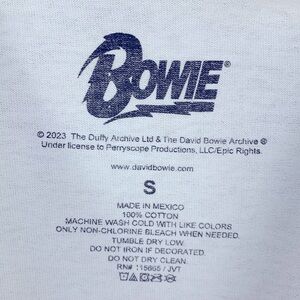 BOWIE®
© 2023 The Duffy Archive Ltd & The David Bowie Archive ®
Under license to Perryscope Productions, LLC/Epic Rights.
www.davidbowie.com
S
MADE IN MEXICO
100% COTTON
MACHINE WASH COLD WITH LIKE COLORS
ONLY NON-CHLORINE BLEACH WHEN NEEDED
TUMBLE DRY LOW
DO NOT IRON IF DECORATED
DO NOT DRY CLEAN
RN# 115665 / JV7